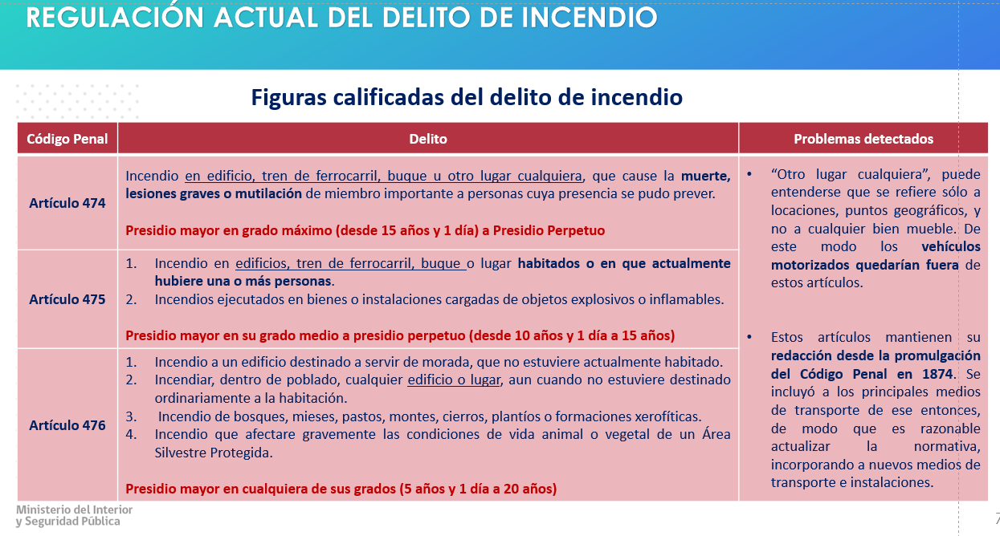 REGULACIÓN ACTUAL DEL DELITO DE INCENDIO
Figuras calificadas del delito de incendio
Código Penal
Delito
Problemas detectados
Artículo 474
Incendio en edificio, tren de ferrocarril, buque u otro lugar cualquiera, que cause la muerte,
lesiones graves o mutilación de miembro importante a personas cuya presencia se pudo prever.
Presidio mayor en grado máximo (desde 15 años y 1 día) a Presidio Perpetuo
Artículo 475
1. Incendio en edificios, tren de ferrocarril, buque o lugar habitados o en que actualmente
hubiere una o más personas.
2. Incendios ejecutados en bienes o instalaciones cargadas de objetos explosivos o inflamables.
Presidio mayor en su grado medio a presidio perpetuo (desde 10 años y 1 día a 15 años)
Artículo 476
1. Incendio a un edificio destinado a servir de morada, que no estuviere actualmente habitado.
2. Incendiar, dentro de poblado, cualquier edificio o lugar, aun cuando no estuviere destinado
ordinariamente a la habitación.
3. Incendio de bosques, mieses, pastos, montes, cierros, plantíos o formaciones xerofíticas.
4. Incendio que afectare gravemente las condiciones de vida animal o vegetal de un Área
Silvestre Protegida.
Presidio mayor en cualquiera de sus grados (5 años y 1 día a 20 años)
• “Otro lugar cualquiera”, puede
entenderse que se refiere sólo a
locaciones, puntos geográficos, y
no a cualquier bien mueble. De
este modo los vehículos
motorizados quedarían fuera de
estos artículos.
• Estos artículos mantienen su
redacción desde la promulgación
del Código Penal en 1874. Se
incluyó a los principales medios
de transporte de ese entonces,
de modo que es razonable
actualizar la normativa,
incorporando a nuevos medios de
transporte e instalaciones.
Ministerio del Interior
y Seguridad Pública
7